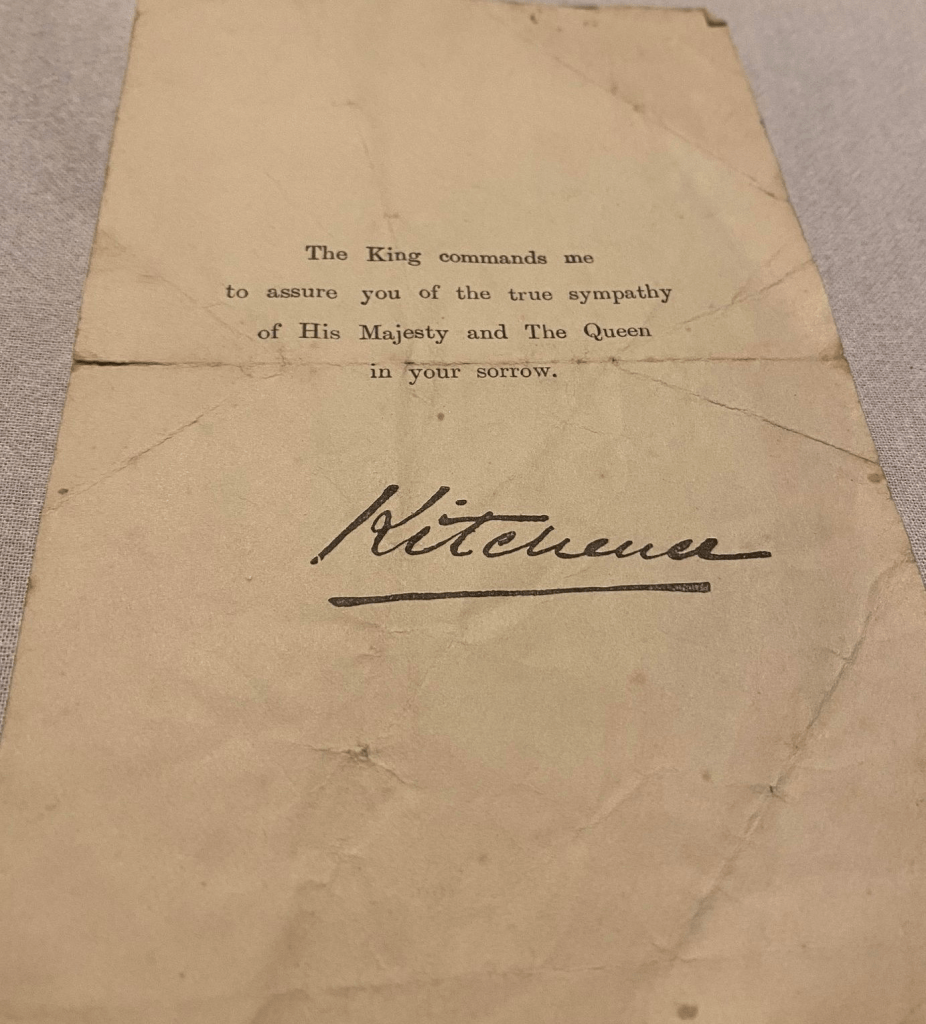 The King commands me
to assure you of the true sympathy
of His Majesty and The Queen
in your sorrow.
Kitchener